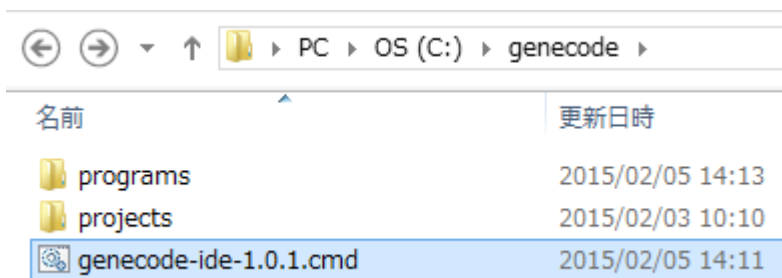 PC OS (C:) genecode
名前 更新日時
programs 2015/02/05 14:13
projects 2015/02/03 10:10
genecode-ide-1.0.1.cmd 2015/02/05 14:11